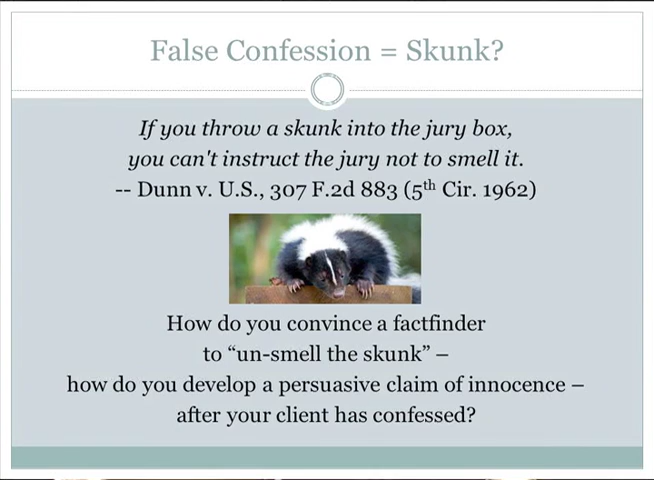 False Confession = Skunk?
If you throw a skunk into the jury box,
you can't instruct the jury not to smell it.
-- Dunn v. U.S., 307 F.2d 883 (5th Cir. 1962)
How do you convince a factfinder
to “un-smell the skunk” –
how do you develop a persuasive claim of innocence –
after your client has confessed?